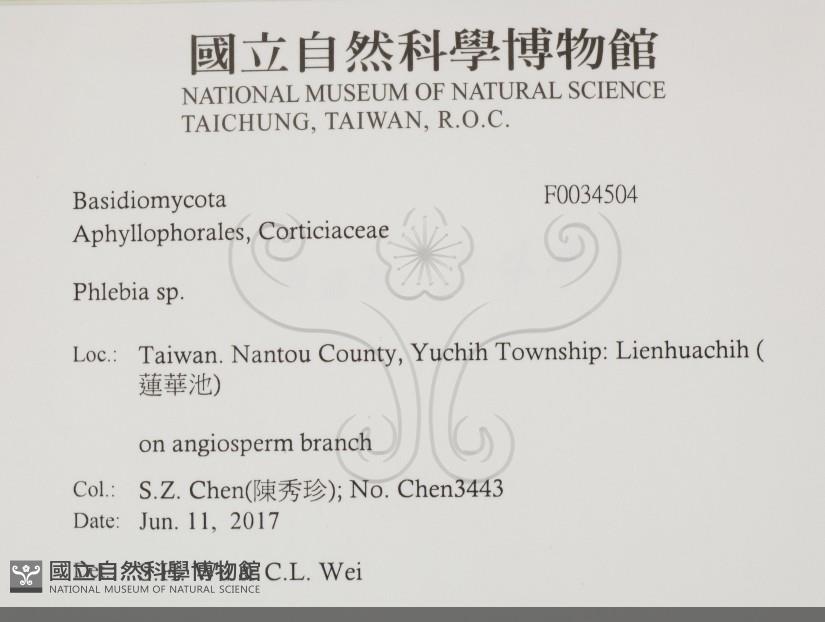 國立自然科學博物館
NATIONAL MUSEUM OF NATURAL SCIENCE
TAICHUNG, TAIWAN, R.O.C.
Basidiomycota F0034504
Aphyllophorales, Corticiaceae
Phlebia sp.
Loc.: Taiwan. Nantou County, Yuchih Township: Lienhuachih (
蓮華池)
on angiosperm branch
Col.: S.Z. Chen(陳秀珍); No. Chen3443
Date: Jun. 11, 2017
C.L. Wei
國立自然科學博物館
NATIONAL MUSEUM OF NATURAL SCIENCE